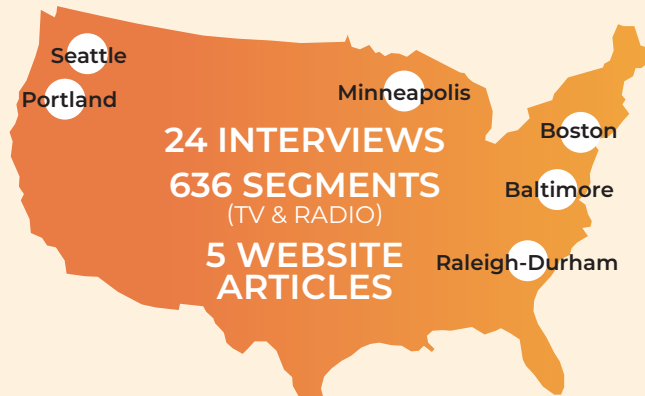 Seattle
Portland
Minneapolis
Boston
Baltimore
Raleigh-Durham
24 INTERVIEWS
636 SEGMENTS
(TV & RADIO)
5 WEBSITE
ARTICLES